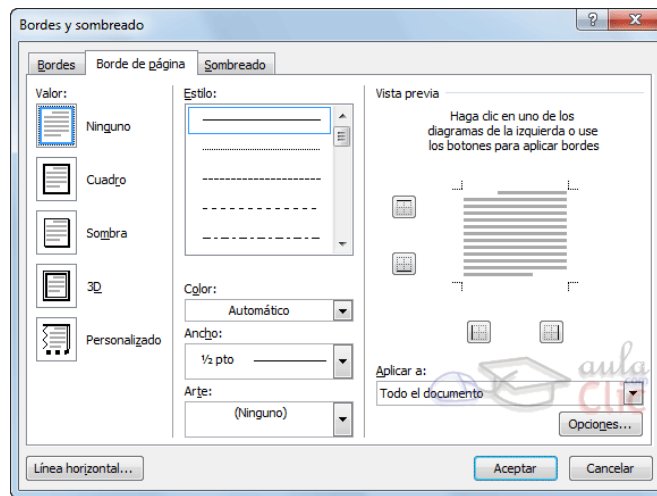 Bordes y sombreado
Bordes
Borde de página
Sombreado
Valor:
Ninguno
Cuadro
Sombra
3D
Personalizado
Estilo:
Color:
Automático
Ancho:
½ pto
Arte:
(Ninguno)
Vista previa
Haga clic en uno de los
diagramas de la izquierda o use
los botones para aplicar bordes
Aplicar a:
Todo el documento
aula
Clic
Opciones...
Línea horizontal...
Aceptar
Cancelar